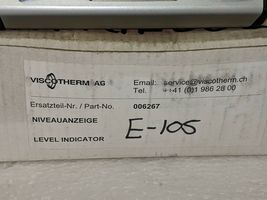 VISCOTHERM AG
Email: service@viscotherm.ch
Tel. ++41 (0)1 986 28 00
Ersatzteil-Nr. / Part-No. 006267
NIVEAUANZEIGE
E-105
LEVEL INDICATOR